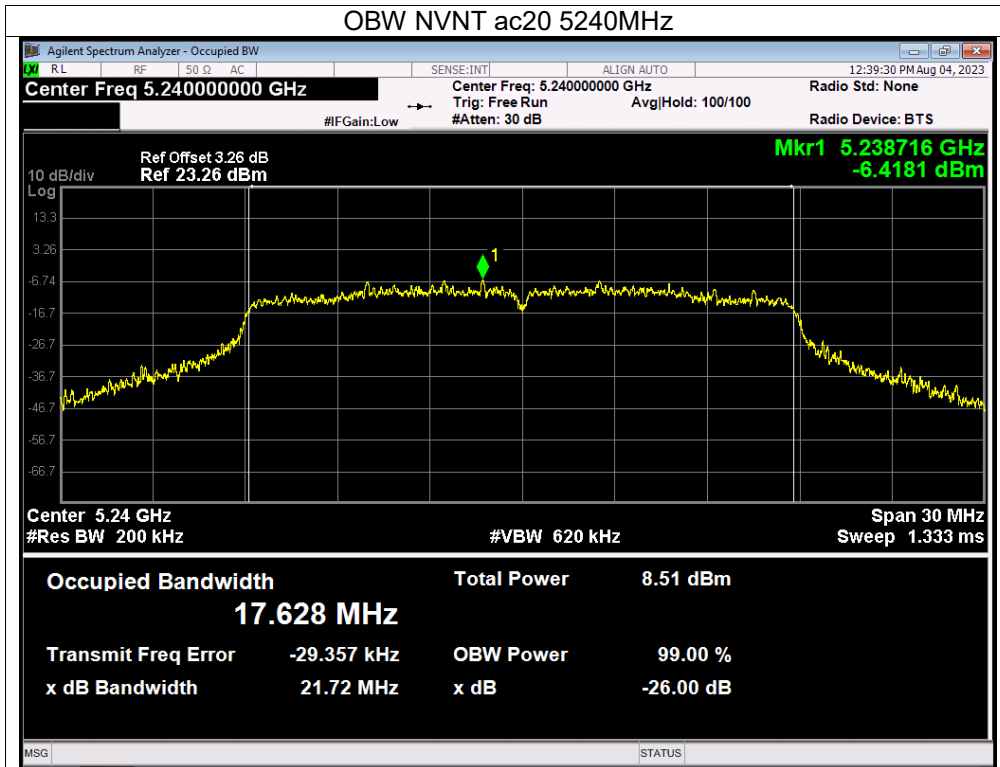 OBW NVNT ac20 5240MHz
Agilent Spectrum Analyzer - Occupied BW
LXI RL RF 50 Ω AC SENSE:INT ALIGN AUTO 12:39:30 PM Aug 04, 2023
Center Freq 5.240000000 GHz Center Freq: 5.240000000 GHz Radio Std: None
Trig: Free Run Avg|Hold: 100/100
#IFGain:Low #Atten: 30 dB Radio Device: BTS
Mkr1 5.238716 GHz
-6.4181 dBm
Ref Offset 3.26 dB
10 dB/div Ref 23.26 dBm
Log
13.3
3.26
1
-6.74
-16.7
-26.7
-36.7
-46.7
-56.7
-66.7
Center 5.24 GHz Span 30 MHz
#Res BW 200 kHz #VBW 620 kHz Sweep 1.333 ms
Occupied Bandwidth Total Power 8.51 dBm
17.628 MHz
Transmit Freq Error -29.357 kHz OBW Power 99.00 %
x dB Bandwidth 21.72 MHz x dB -26.00 dB
MSG STATUS